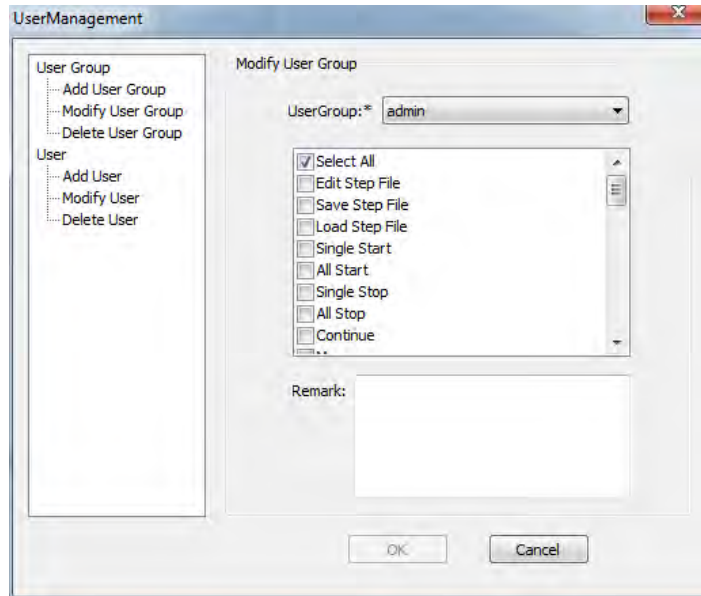 UserManagement
User Group
Add User Group
Modify User Group
Delete User Group
User
Add User
Modify User
Delete User
Modify User Group
UserGroup:* admin
Select All
Edit Step File
Save Step File
Load Step File
Single Start
All Start
Single Stop
All Stop
Continue
Remark:
OK
Cancel